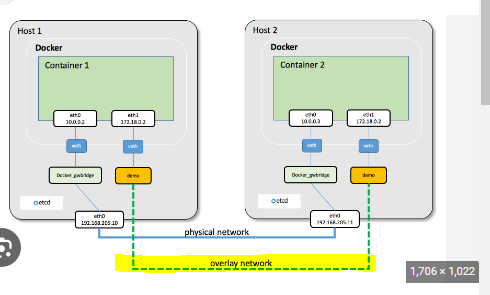 Host 1
Docker
Container 1
eth0
10.0.0.2
eth1
172.18.0.2
veth
veth
Docker_gwbridge
demo
etcd
eth0
192.168.205.10
Host 2
Docker
Container 2
eth0
10.0.0.3
eth1
172.18.0.2
veth
veth
Docker_gwbridge
demo
etcd
eth0
192.168.205.11
physical network
overlay network
1,706 × 1,022